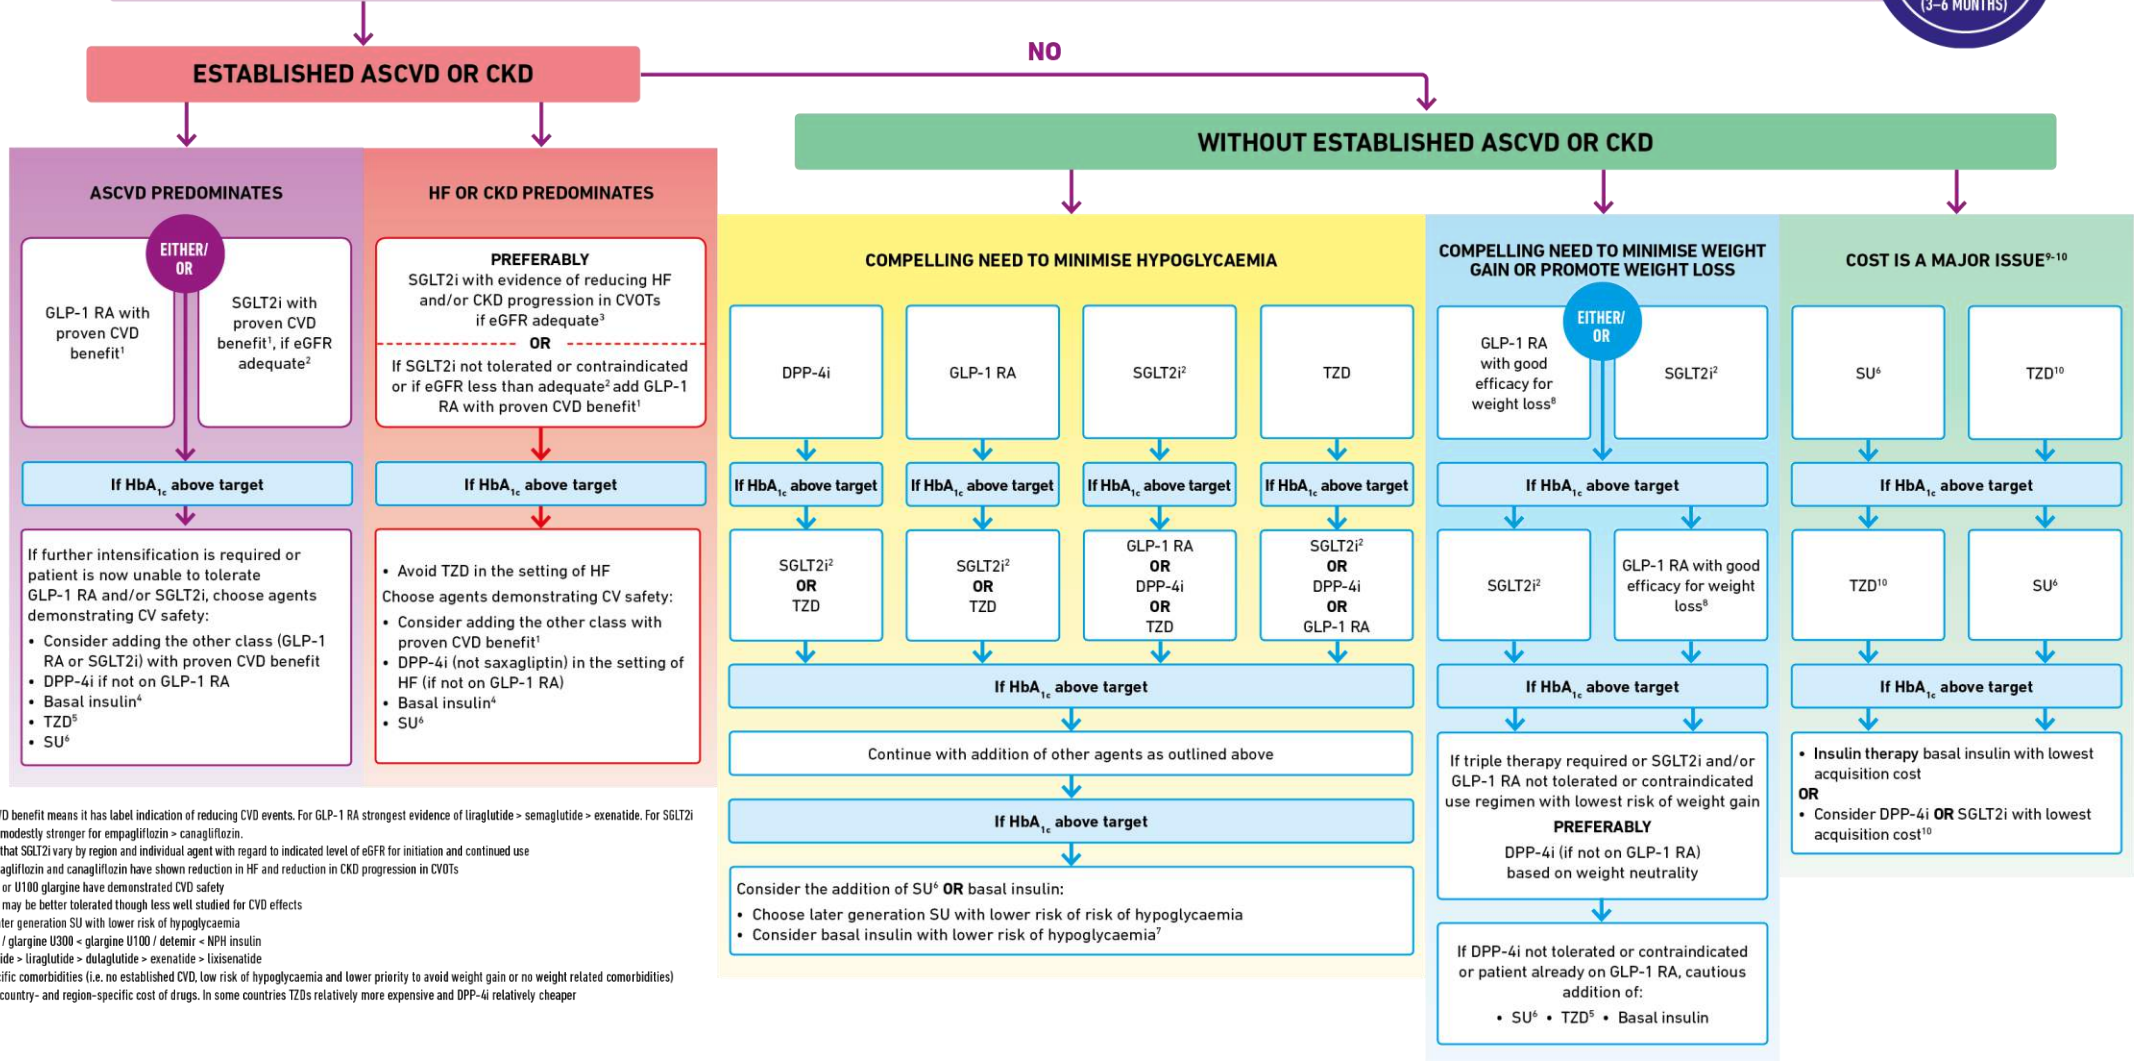 (3–6 MONTHS)
NO
ESTABLISHED ASCVD OR CKD
WITHOUT ESTABLISHED ASCVD OR CKD
ASCVD PREDOMINATES
EITHER/
OR
GLP-1 RA with
proven CVD
benefit¹
SGLT2i with
proven CVD
benefit¹, if eGFR
adequate²
If HbA1c above target
If further intensification is required or
patient is now unable to tolerate
GLP-1 RA and/or SGLT2i, choose agents
demonstrating CV safety:
• Consider adding the other class (GLP-1
RA or SGLT2i) with proven CVD benefit
• DPP-4i if not on GLP-1 RA
• Basal insulin⁴
• TZD⁵
• SU⁶
HF OR CKD PREDOMINATES
PREFERABLY
SGLT2i with evidence of reducing HF
and/or CKD progression in CVOTs
if eGFR adequate³
OR
If SGLT2i not tolerated or contraindicated
or if eGFR less than adequate² add GLP-1
RA with proven CVD benefit¹
If HbA1c above target
• Avoid TZD in the setting of HF
Choose agents demonstrating CV safety:
• Consider adding the other class with
proven CVD benefit¹
• DPP-4i (not saxagliptin) in the setting of
HF (if not on GLP-1 RA)
• Basal insulin⁴
• SU⁶
COMPELLING NEED TO MINIMISE HYPOGLYCAEMIA
DPP-4i
GLP-1 RA
SGLT2i²
TZD
If HbA1c above target
If HbA1c above target
If HbA1c above target
If HbA1c above target
SGLT2i²
OR
TZD
SGLT2i²
OR
TZD
GLP-1 RA
OR
DPP-4i
OR
TZD
SGLT2i²
OR
DPP-4i
OR
GLP-1 RA
If HbA1c above target
Continue with addition of other agents as outlined above
If HbA1c above target
Consider the addition of SU⁶ OR basal insulin:
• Choose later generation SU with lower risk of risk of hypoglycaemia
• Consider basal insulin with lower risk of hypoglycaemia⁷
COMPELLING NEED TO MINIMISE WEIGHT
GAIN OR PROMOTE WEIGHT LOSS
EITHER/
OR
GLP-1 RA
with good
efficacy for
weight loss⁸
SGLT2i²
If HbA1c above target
SGLT2i²
GLP-1 RA with good
efficacy for weight
loss⁸
If HbA1c above target
If triple therapy required or SGLT2i and/or
GLP-1 RA not tolerated or contraindicated
use regimen with lowest risk of weight gain
PREFERABLY
DPP-4i (if not on GLP-1 RA)
based on weight neutrality
If DPP-4i not tolerated or contraindicated
or patient already on GLP-1 RA, cautious
addition of:
• SU⁶ • TZD⁵ • Basal insulin
COST IS A MAJOR ISSUE⁹⁻¹⁰
SU⁶
TZD¹⁰
If HbA1c above target
TZD¹⁰
SU⁶
If HbA1c above target
• Insulin therapy basal insulin with lowest
acquisition cost
OR
• Consider DPP-4i OR SGLT2i with lowest
acquisition cost¹⁰
benefit means it has label indication of reducing CVD events. For GLP-1 RA strongest evidence of liraglutide > semaglutide > exenatide. For SGLT2i
modestly stronger for empagliflozin > canagliflozin.
that SGLT2i vary by region and individual agent with regard to indicated level of eGFR for initiation and continued use
agliflozin and canagliflozin have shown reduction in HF and reduction in CKD progression in CVOTs
or U100 glargine have demonstrated CVD safety
may be better tolerated though less well studied for CVD effects
ter generation SU with lower risk of hypoglycaemia
/ glargine U300 < glargine U100 / detemir < NPH insulin
ide > liraglutide > dulaglutide > exenatide > lixisenatide
cific comorbidities (i.e. no established CVD, low risk of hypoglycaemia and lower priority to avoid weight gain or no weight related comorbidities)
country- and region-specific cost of drugs. In some countries TZDs relatively more expensive and DPP-4i relatively cheaper